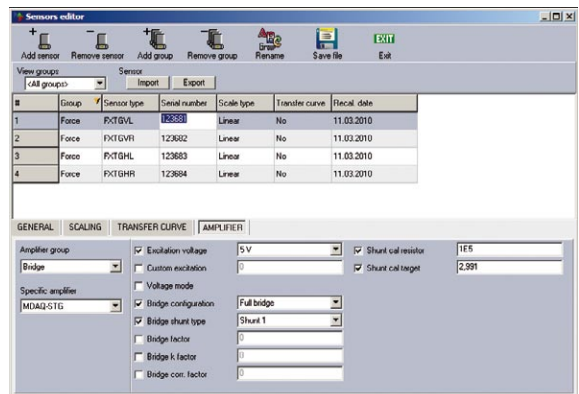 Sensors editor
Add sensor Remove sensor Add group Remove group Rename Save file Exit
View groups Sensor
<All groups> Import Export
# Group Sensor type Serial number Scale type Transfer curve Recal. date
1 Force FXTGVL 123681 Linear No 11.03.2010
2 Force FXTGVR 123682 Linear No 11.03.2010
3 Force FXTGHL 123683 Linear No 11.03.2010
4 Force FXTGHR 123684 Linear No 11.03.2010
GENERAL SCALING TRANSFER CURVE AMPLIFIER
Amplifier group Excitation voltage 5 V Shunt cal resistor 1E5
Bridge Custom excitation 0 Shunt cal target 2,991
Specific amplifier Voltage mode
MDAQ-STG Bridge configuration Full bridge
Bridge shunt type Shunt 1
Bridge factor 0
Bridge k factor 0
Bridge corr. factor 0